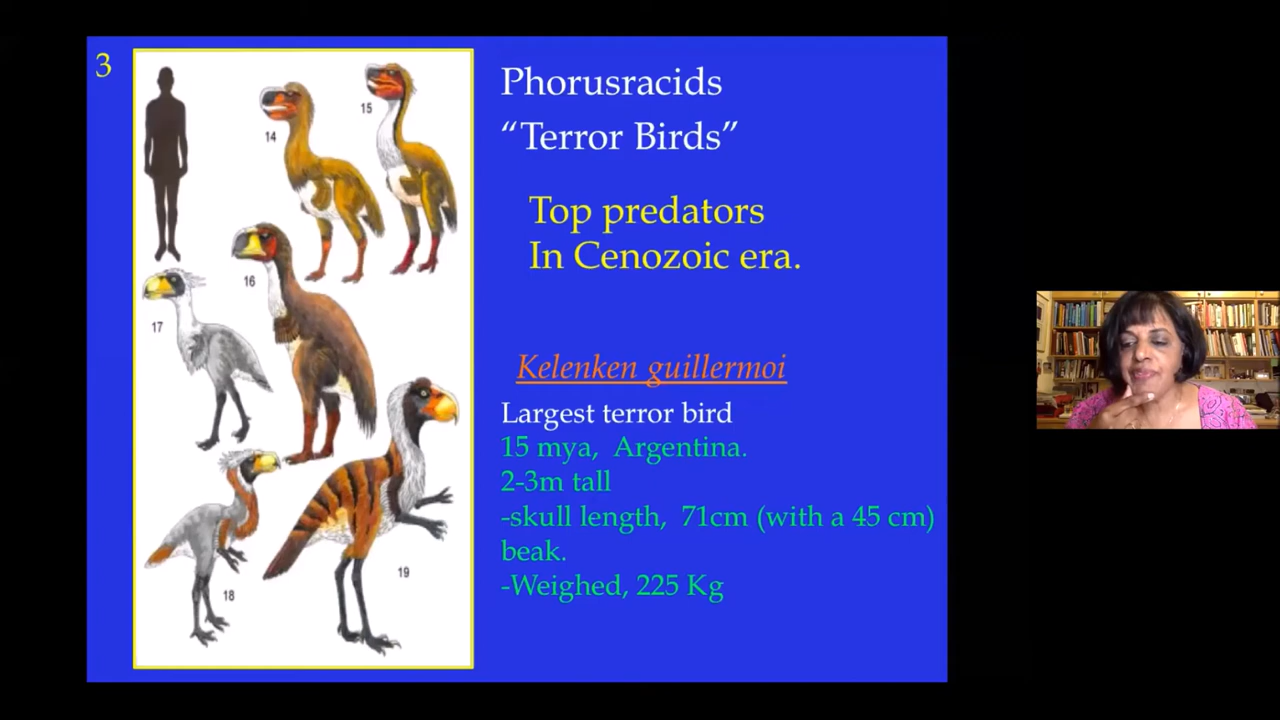 3
Phorusracids
“Terror Birds”
Top predators
In Cenozoic era.
Kelenken guillermoi
Largest terror bird
15 mya, Argentina.
2-3m tall
-skull length, 71cm (with a 45 cm)
beak.
-Weighed, 225 Kg
14
15
16
17
18
19